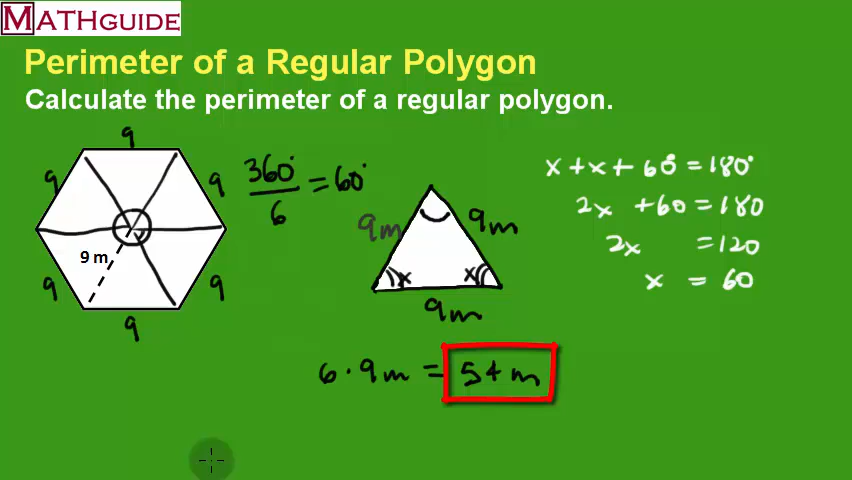 MATHGUIDE
Perimeter of a Regular Polygon
Calculate the perimeter of a regular polygon.
9
9
9
9 m
9
9
9
360°/6 = 60°
9m
9m
x
x
9m
x + x + 60° = 180°
2x + 60 = 180
2x = 120
x = 60
6 · 9m = 54 m